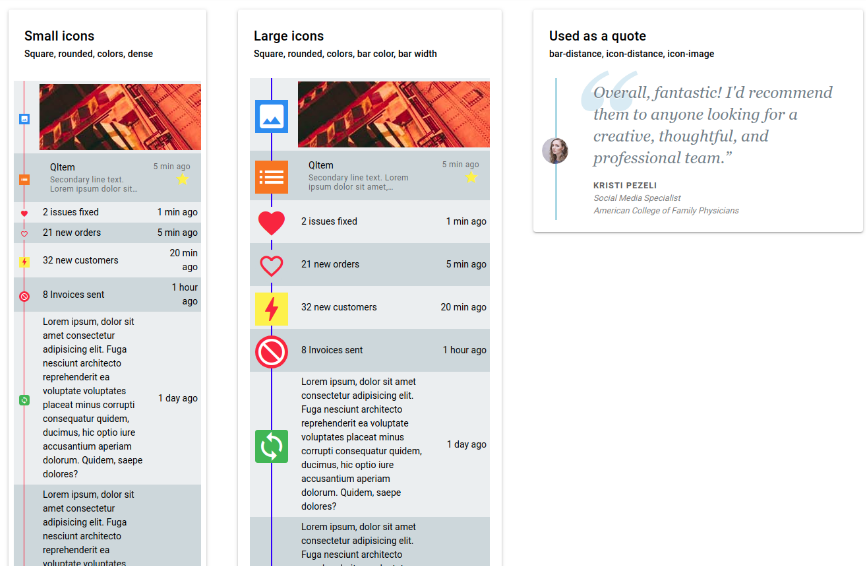 Small icons
Square, rounded, colors, dense
QItem
5 min ago
Secondary line text.
Lorem ipsum dolor sit...
2 issues fixed
1 min ago
21 new orders
5 min ago
32 new customers
20 min
ago
8 Invoices sent
1 hour
ago
Lorem ipsum, dolor sit
amet consectetur
adipisicing elit. Fuga
nesciunt architecto
reprehenderit ea
voluptate voluptates
placeat minus corrupti
consequatur quidem,
ducimus, hic optio iure
accusantium aperiam
dolorum. Quidem, saepe
dolores?
1 day ago
Lorem ipsum, dolor sit
amet consectetur
adipisicing elit. Fuga
nesciunt architecto
reprehenderit ea
voluptate voluptates
Large icons
Square, rounded, colors, bar color, bar width
QItem
5 min ago
Secondary line text. Lorem
ipsum dolor sit amet,...
2 issues fixed
1 min ago
21 new orders
5 min ago
32 new customers
20 min ago
8 Invoices sent
1 hour ago
Lorem ipsum, dolor sit amet
consectetur adipisicing elit.
Fuga nesciunt architecto
reprehenderit ea voluptate
voluptates placeat minus
corrupti consequatur quidem,
ducimus, hic optio iure
accusantium aperiam
dolorum. Quidem, saepe
dolores?
1 day ago
Lorem ipsum, dolor sit amet
consectetur adipisicing elit.
Fuga nesciunt architecto
reprehenderit ea voluptate
Used as a quote
bar-distance, icon-distance, icon-image
“
Overall, fantastic! I'd recommend
them to anyone looking for a
creative, thoughtful, and
professional team.”
KRISTI PEZELI
Social Media Specialist
American College of Family Physicians